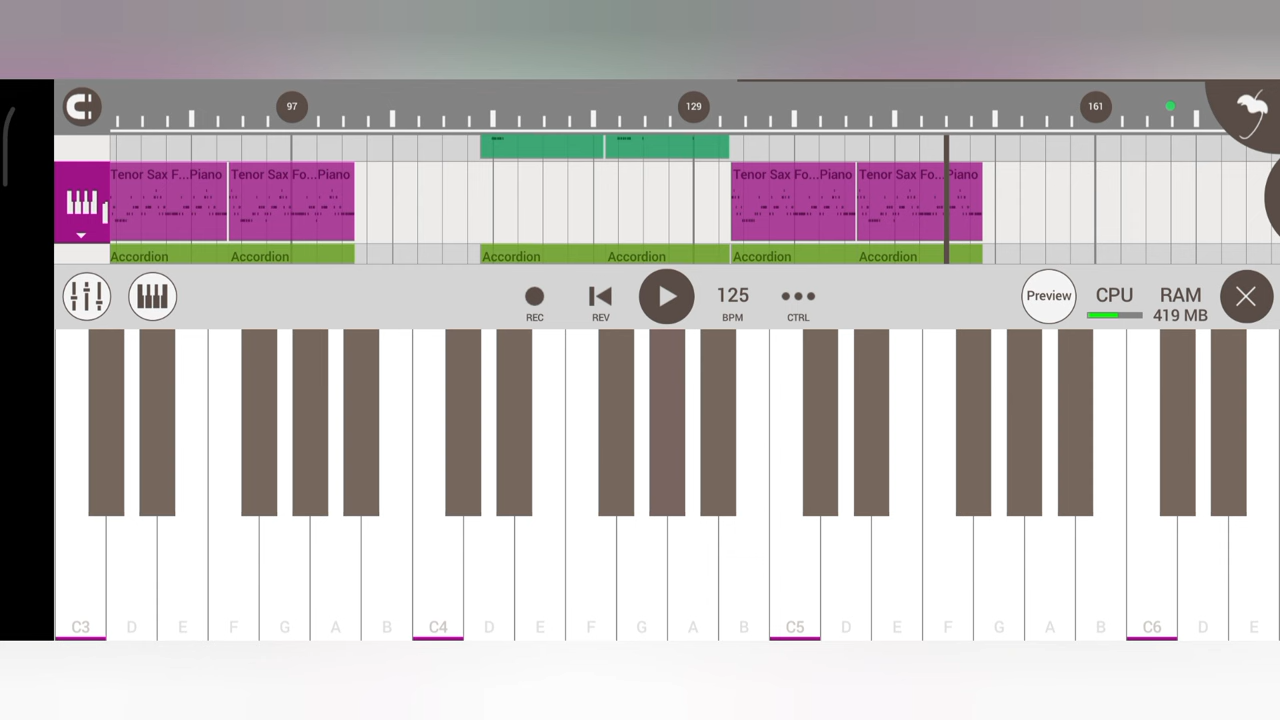 97 129 161
Tenor Sax F...Piano Tenor Sax Fo...Piano Tenor Sax Fo...Piano Tenor Sax Fo...Piano
Accordion Accordion Accordion Accordion Accordion Accordion
125 Preview CPU RAM
REC REV BPM CTRL 419 MB
C3 D E F G A B C4 D E F G A B C5 D E F G A B C6 D E